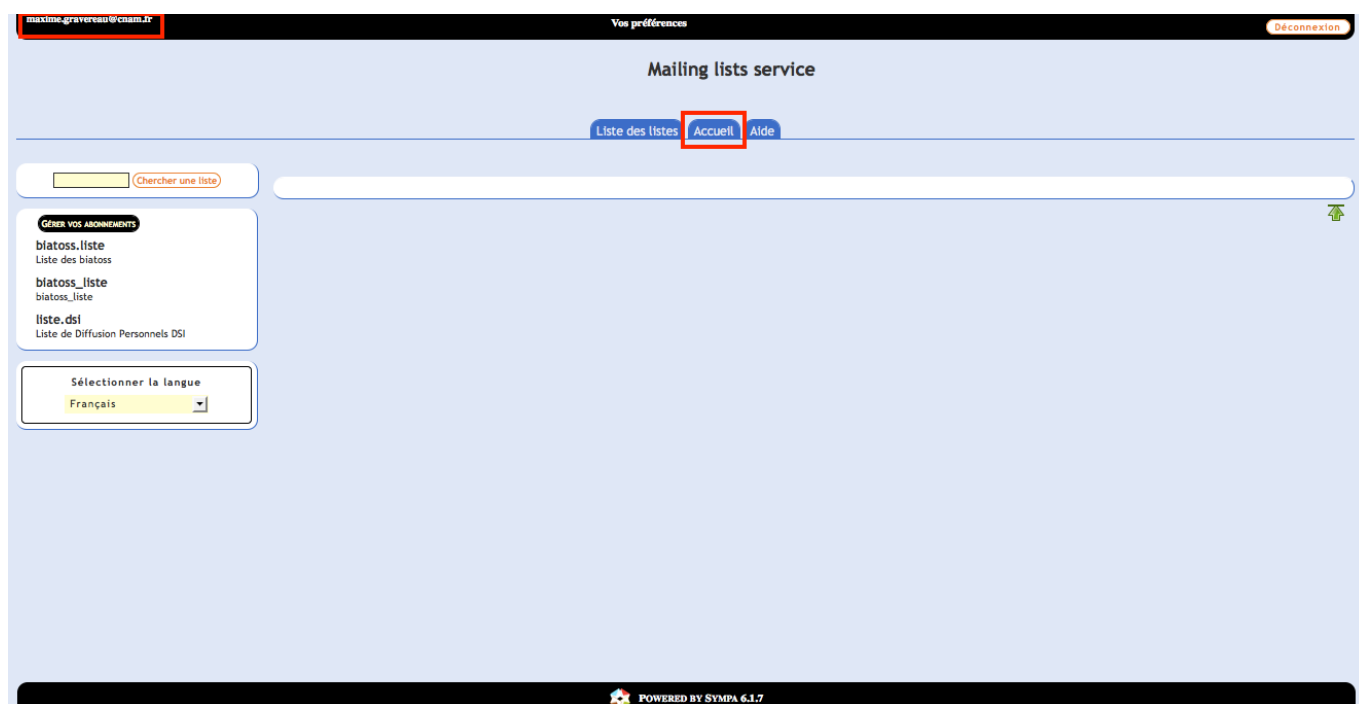 maxime.gravereau@cnam.fr
Vos préférences
Déconnexion
Mailing lists service
Liste des listes
Accueil
Aide
Chercher une liste
GÉRER VOS ABONNEMENTS
biatoss.liste
Liste des biatoss
biatoss_liste
biatoss_liste
liste.dsi
Liste de Diffusion Personnels DSI
Sélectionner la langue
Français
POWERED BY SYMPA 6.1.7